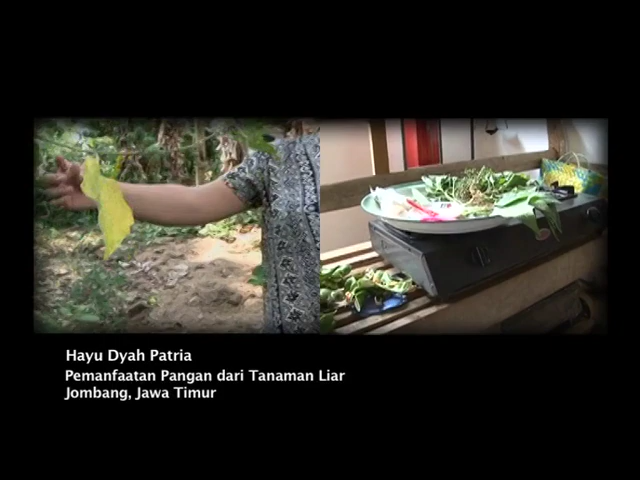 Hayu Dyah Patria
Pemanfaatan Pangan dari Tanaman Liar
Jombang, Jawa Timur